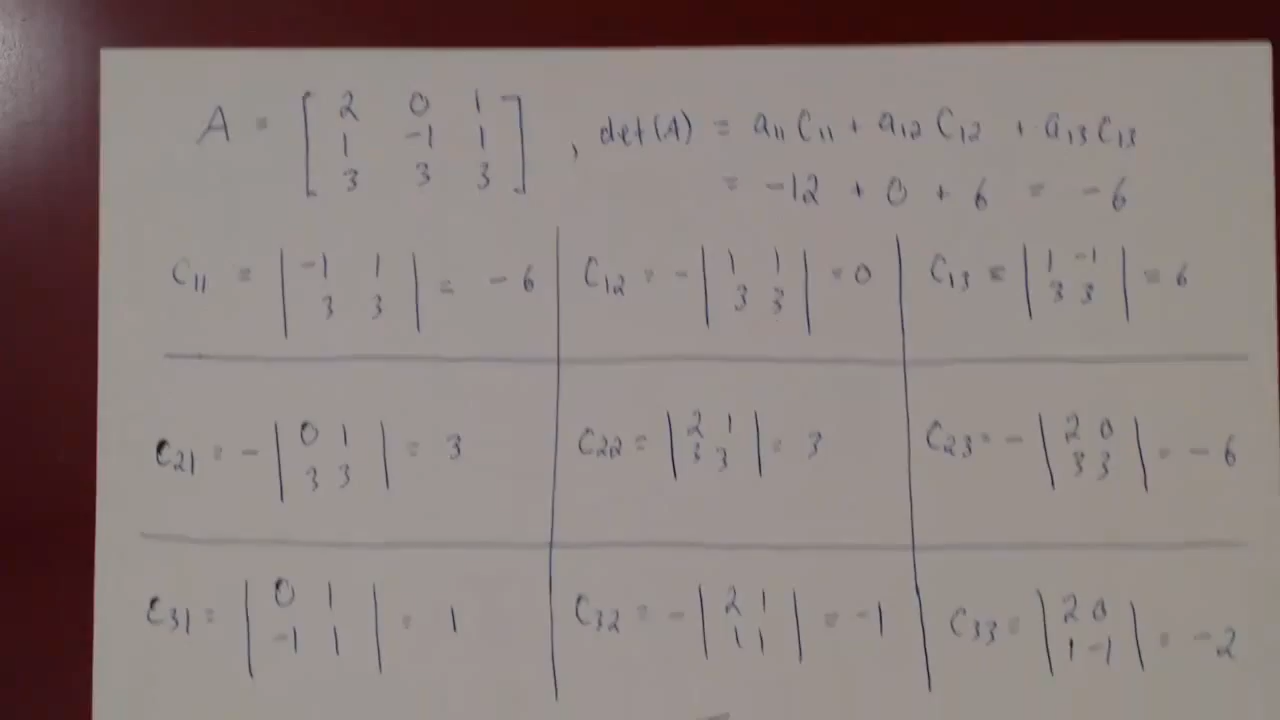 A = [ 2 0 1 , det(A) = a11 C11 + a12 C12 + a13 C13
1 -1 1
3 3 3 ] = -12 + 0 + 6 = -6
C11 = | -1 1 | = -6 C12 = - | 1 1 | = 0 C13 = | 1 -1 | = 6
3 3 3 3 3 3
C21 = - | 0 1 | = 3 C22 = | 2 1 | = 3 C23 = - | 2 0 | = -6
3 3 3 3 3 3
C31 = | 0 1 | = 1 C32 = - | 2 1 | = -1 C33 = | 2 0 | = -2
-1 1 1 1 1 -1